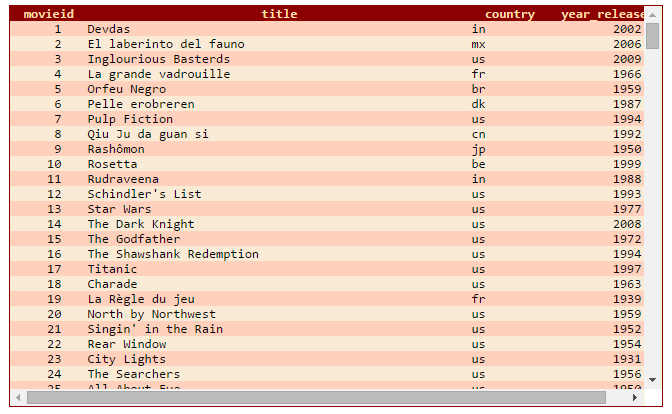 movieid title country year_release
1 Devdas in 2002
2 El laberinto del fauno mx 2006
3 Inglourious Basterds us 2009
4 La grande vadrouille fr 1966
5 Orfeu Negro br 1959
6 Pelle erobreren dk 1987
7 Pulp Fiction us 1994
8 Qiu Ju da guan si cn 1992
9 Rashômon jp 1950
10 Rosetta be 1999
11 Rudraveena in 1988
12 Schindler's List us 1993
13 Star Wars us 1977
14 The Dark Knight us 2008
15 The Godfather us 1972
16 The Shawshank Redemption us 1994
17 Titanic us 1997
18 Charade us 1963
19 La Règle du jeu fr 1939
20 North by Northwest us 1959
21 Singin' in the Rain us 1952
22 Rear Window us 1954
23 City Lights us 1931
24 The Searchers us 1956
25 All About Eve us 1950